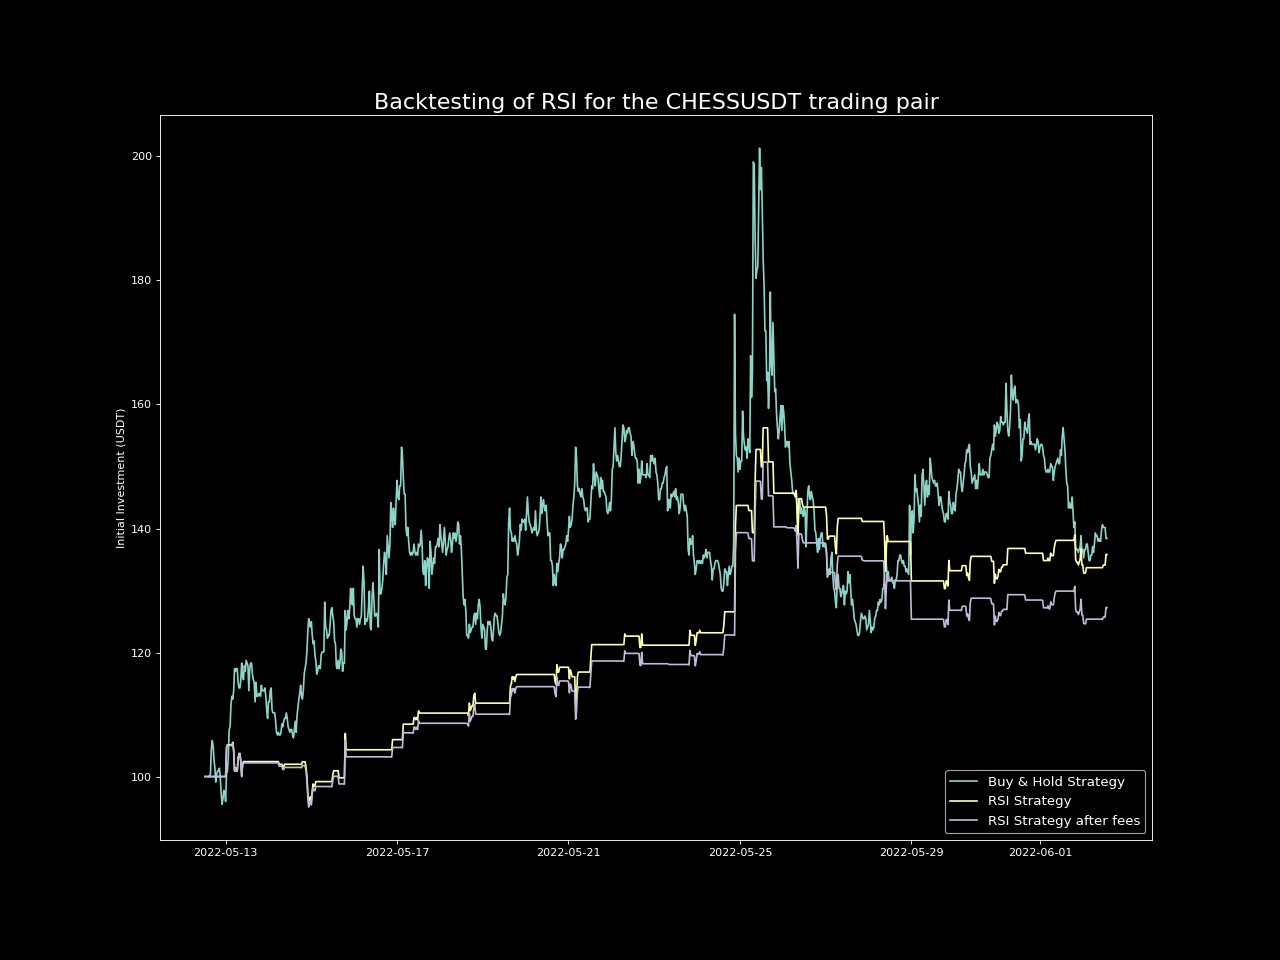 Backtesting of RSI for the CHESSUSDT trading pair
Initial Investment (USDT)
200
180
160
140
120
100
2022-05-13 2022-05-17 2022-05-21 2022-05-25 2022-05-29 2022-06-01
Buy & Hold Strategy
RSI Strategy
RSI Strategy after fees